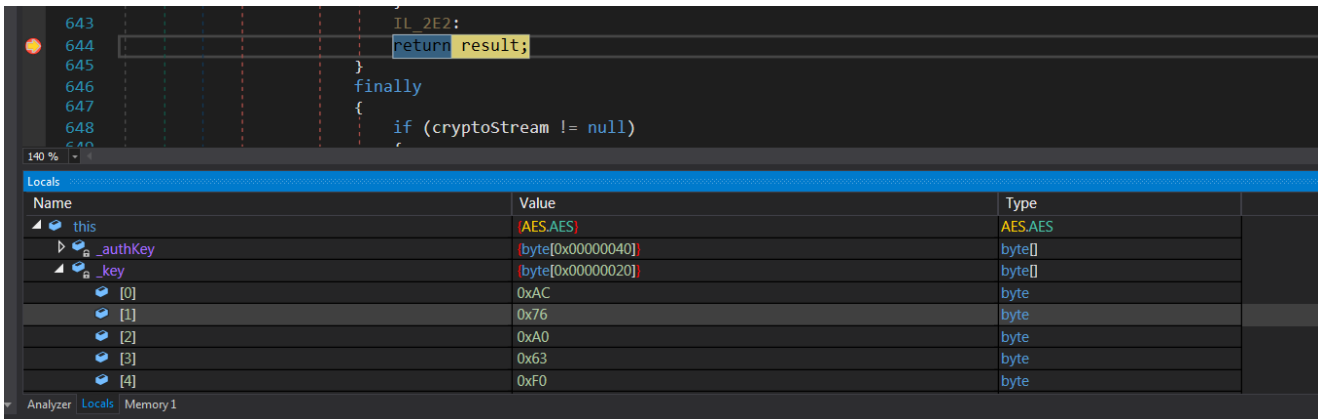 643 IL_2E2:
644 return result;
645 }
646 finally
647 {
648 if (cryptoStream != null)
649 {
140 %
Locals
Name Value Type
this {AES.AES} AES.AES
_authKey {byte[0x00000040]} byte[]
_key {byte[0x00000020]} byte[]
[0] 0xAC byte
[1] 0x76 byte
[2] 0xA0 byte
[3] 0x63 byte
[4] 0xF0 byte
Analyzer Locals Memory 1